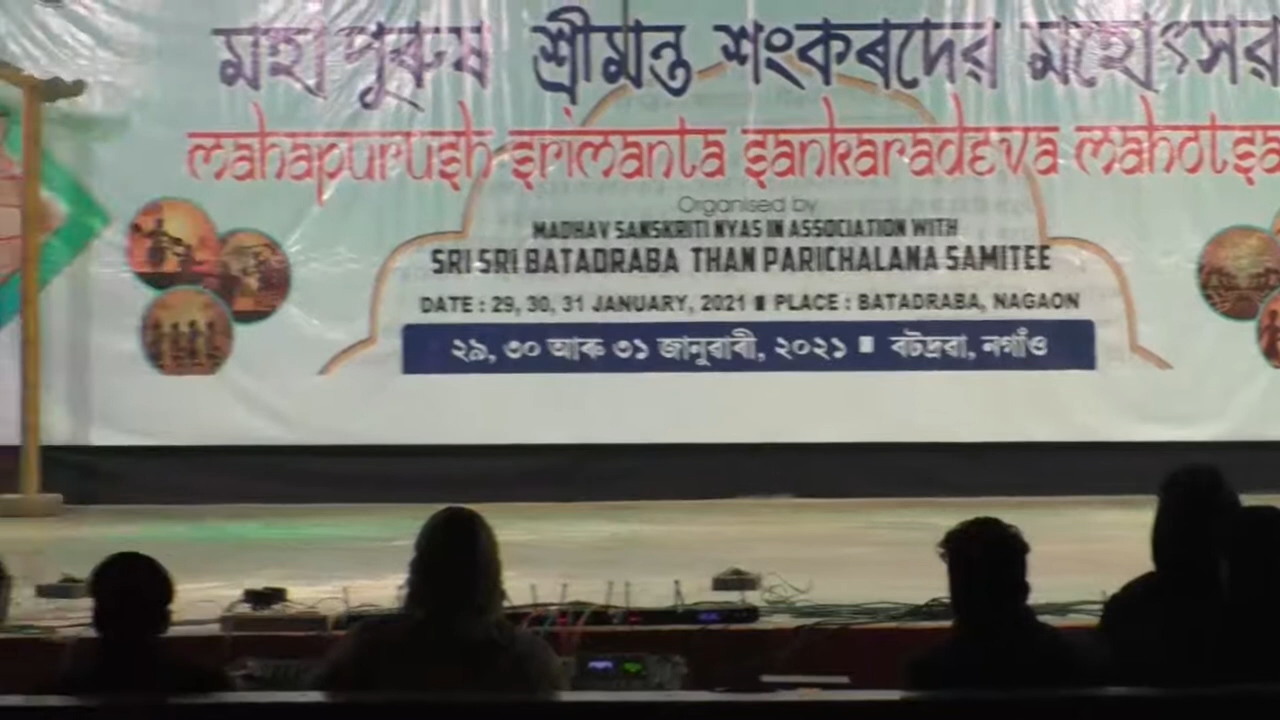 মহাপুৰুষ শ্ৰীমন্ত শংকৰদেৱ মহোৎসৱ
mahapurush srimanta sankaradeva mahotsa
Organised by
MADHAV SANSKRITI NYAS IN ASSOCIATION WITH
SRI SRI BATADRABA THAN PARICHALANA SAMITEE
DATE : 29, 30, 31 JANUARY, 2021 ■ PLACE : BATADRABA, NAGAON
২৯, ৩০ আৰু ৩১ জানুৱাৰী, ২০২১ ■ বটদ্ৰৱা, নগাঁও